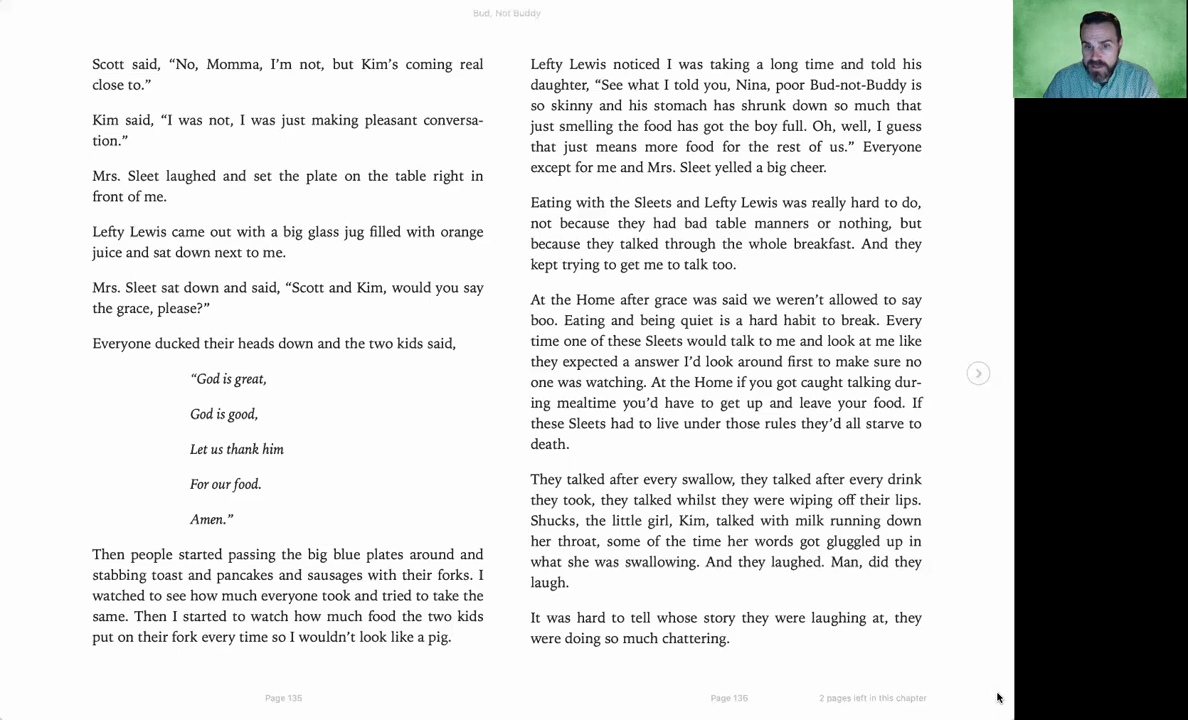 Bud, Not Buddy
Scott said, “No, Momma, I’m not, but Kim’s coming real
close to.”
Kim said, “I was not, I was just making pleasant conversa-
tion.”
Mrs. Sleet laughed and set the plate on the table right in
front of me.
Lefty Lewis came out with a big glass jug filled with orange
juice and sat down next to me.
Mrs. Sleet sat down and said, “Scott and Kim, would you say
the grace, please?”
Everyone ducked their heads down and the two kids said,
“God is great,
God is good,
Let us thank him
For our food.
Amen.”
Then people started passing the big blue plates around and
stabbing toast and pancakes and sausages with their forks. I
watched to see how much everyone took and tried to take the
same. Then I started to watch how much food the two kids
put on their fork every time so I wouldn’t look like a pig.
Page 135
Lefty Lewis noticed I was taking a long time and told his
daughter, “See what I told you, Nina, poor Bud-not-Buddy is
so skinny and his stomach has shrunk down so much that
just smelling the food has got the boy full. Oh, well, I guess
that just means more food for the rest of us.” Everyone
except for me and Mrs. Sleet yelled a big cheer.
Eating with the Sleets and Lefty Lewis was really hard to do,
not because they had bad table manners or nothing, but
because they talked through the whole breakfast. And they
kept trying to get me to talk too.
At the Home after grace was said we weren’t allowed to say
boo. Eating and being quiet is a hard habit to break. Every
time one of these Sleets would talk to me and look at me like
they expected a answer I’d look around first to make sure no
one was watching. At the Home if you got caught talking dur-
ing mealtime you’d have to get up and leave your food. If
these Sleets had to live under those rules they’d all starve to
death.
They talked after every swallow, they talked after every drink
they took, they talked whilst they were wiping off their lips.
Shucks, the little girl, Kim, talked with milk running down
her throat, some of the time her words got gluggled up in
what she was swallowing. And they laughed. Man, did they
laugh.
It was hard to tell whose story they were laughing at, they
were doing so much chattering.
Page 136
2 pages left in this chapter